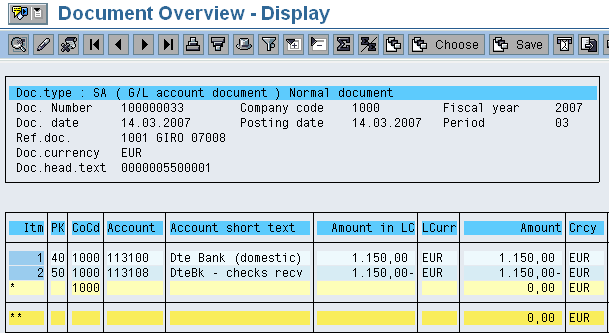 Document Overview - Display
Choose Save
Doc.type : SA ( G/L account document ) Normal document
Doc. Number 100000033 Company code 1000 Fiscal year 2007
Doc. date 14.03.2007 Posting date 14.03.2007 Period 03
Ref.doc. 1001 GIRO 07008
Doc.currency EUR
Doc.head.text 0000005500001
Itm PK CoCd Account Account short text Amount in LC LCurr Amount Crcy
1 40 1000 113100 Dte Bank (domestic) 1.150,00 EUR 1.150,00 EUR
2 50 1000 113108 DteBk - checks recv 1.150,00- EUR 1.150,00- EUR
* 1000 0,00 EUR
** 0,00 EUR